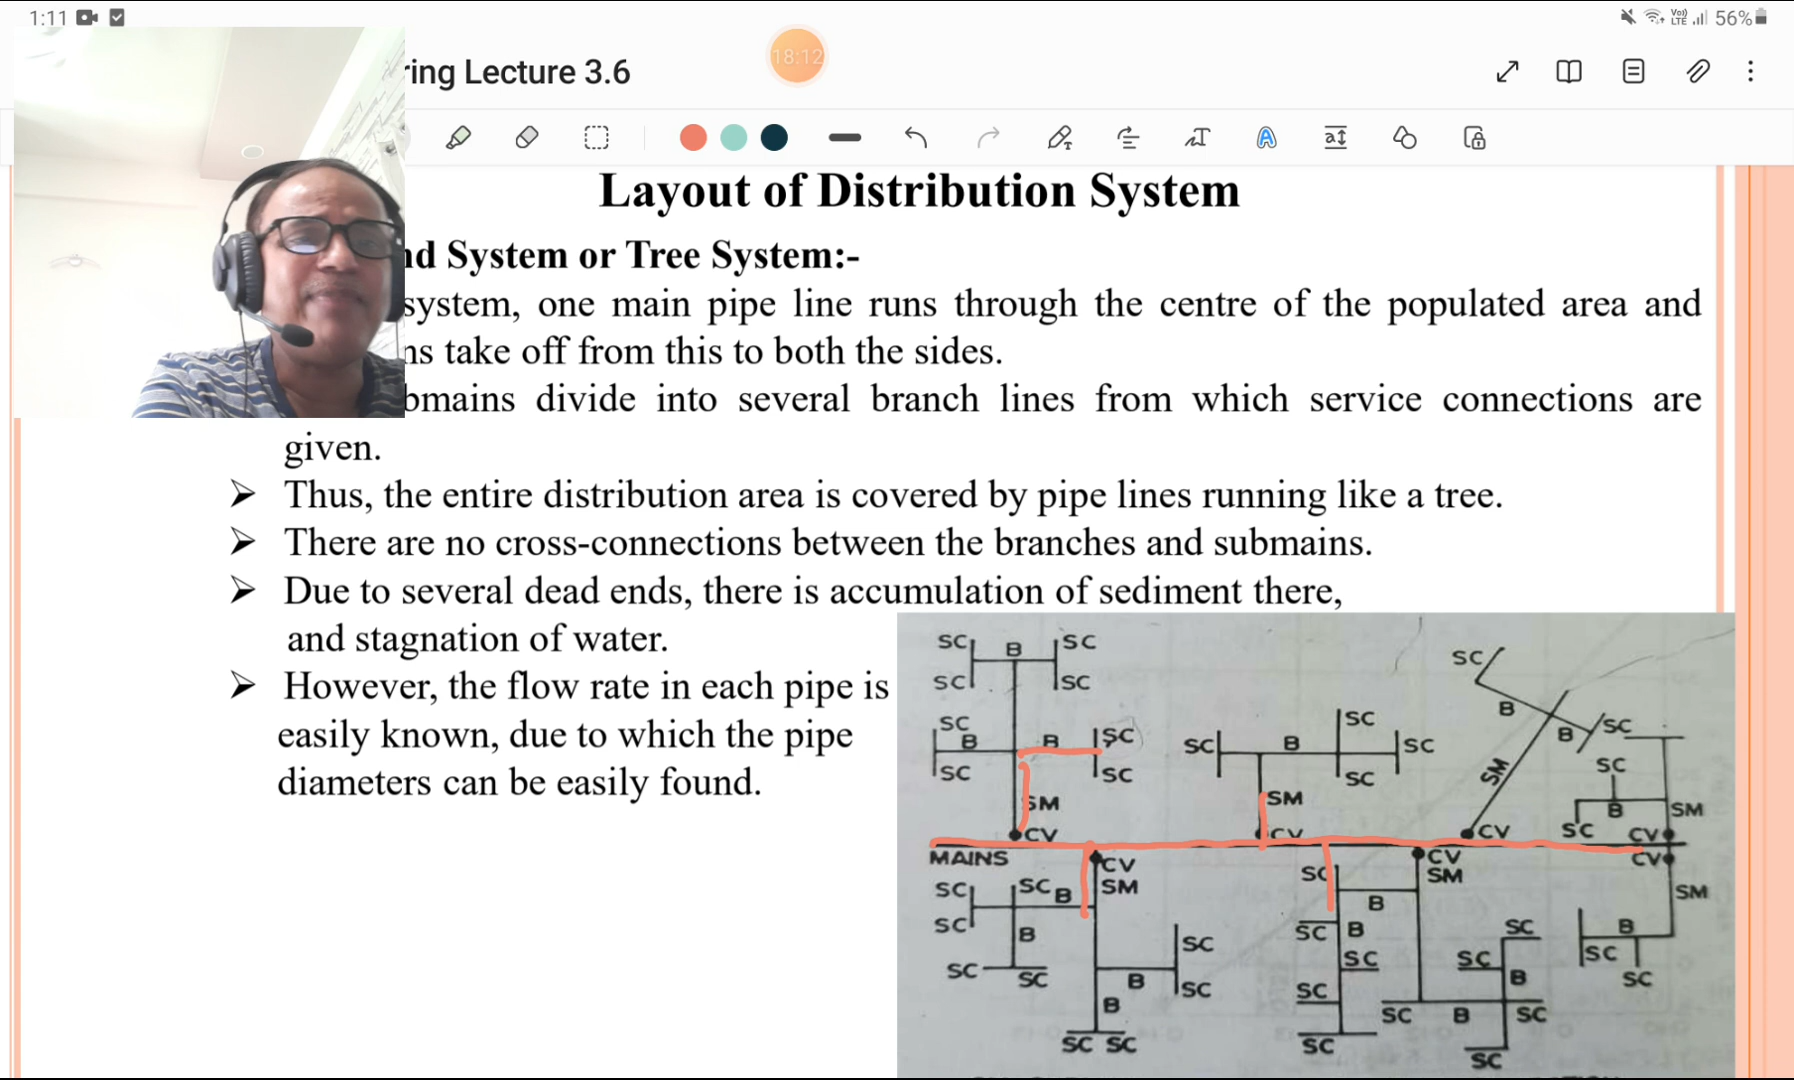 1:11
VoI) LTE 56%
ring Lecture 3.6
18:12
Layout of Distribution System
nd System or Tree System:-
system, one main pipe line runs through the centre of the populated area and
ns take off from this to both the sides.
bmains divide into several branch lines from which service connections are
given.
➢ Thus, the entire distribution area is covered by pipe lines running like a tree.
➢ There are no cross-connections between the branches and submains.
➢ Due to several dead ends, there is accumulation of sediment there,
and stagnation of water.
➢ However, the flow rate in each pipe is
easily known, due to which the pipe
diameters can be easily found.
SC B SC
SC SC
SC
B B SC
SC SC
SM
CV
SC B SC SC
SC
SM
CV
SC
B
B SC
SM
CV
SC
B
SC
SM
CV
MAINS
CV
SM
SC SC B
SC
B
SC SC
SC
B SC
B
SC SC
CV
SM
SC
B
SC B
SC
SC
SC
SC
SC
B
SC B SC
SC
CV
SM
B
SC
SC